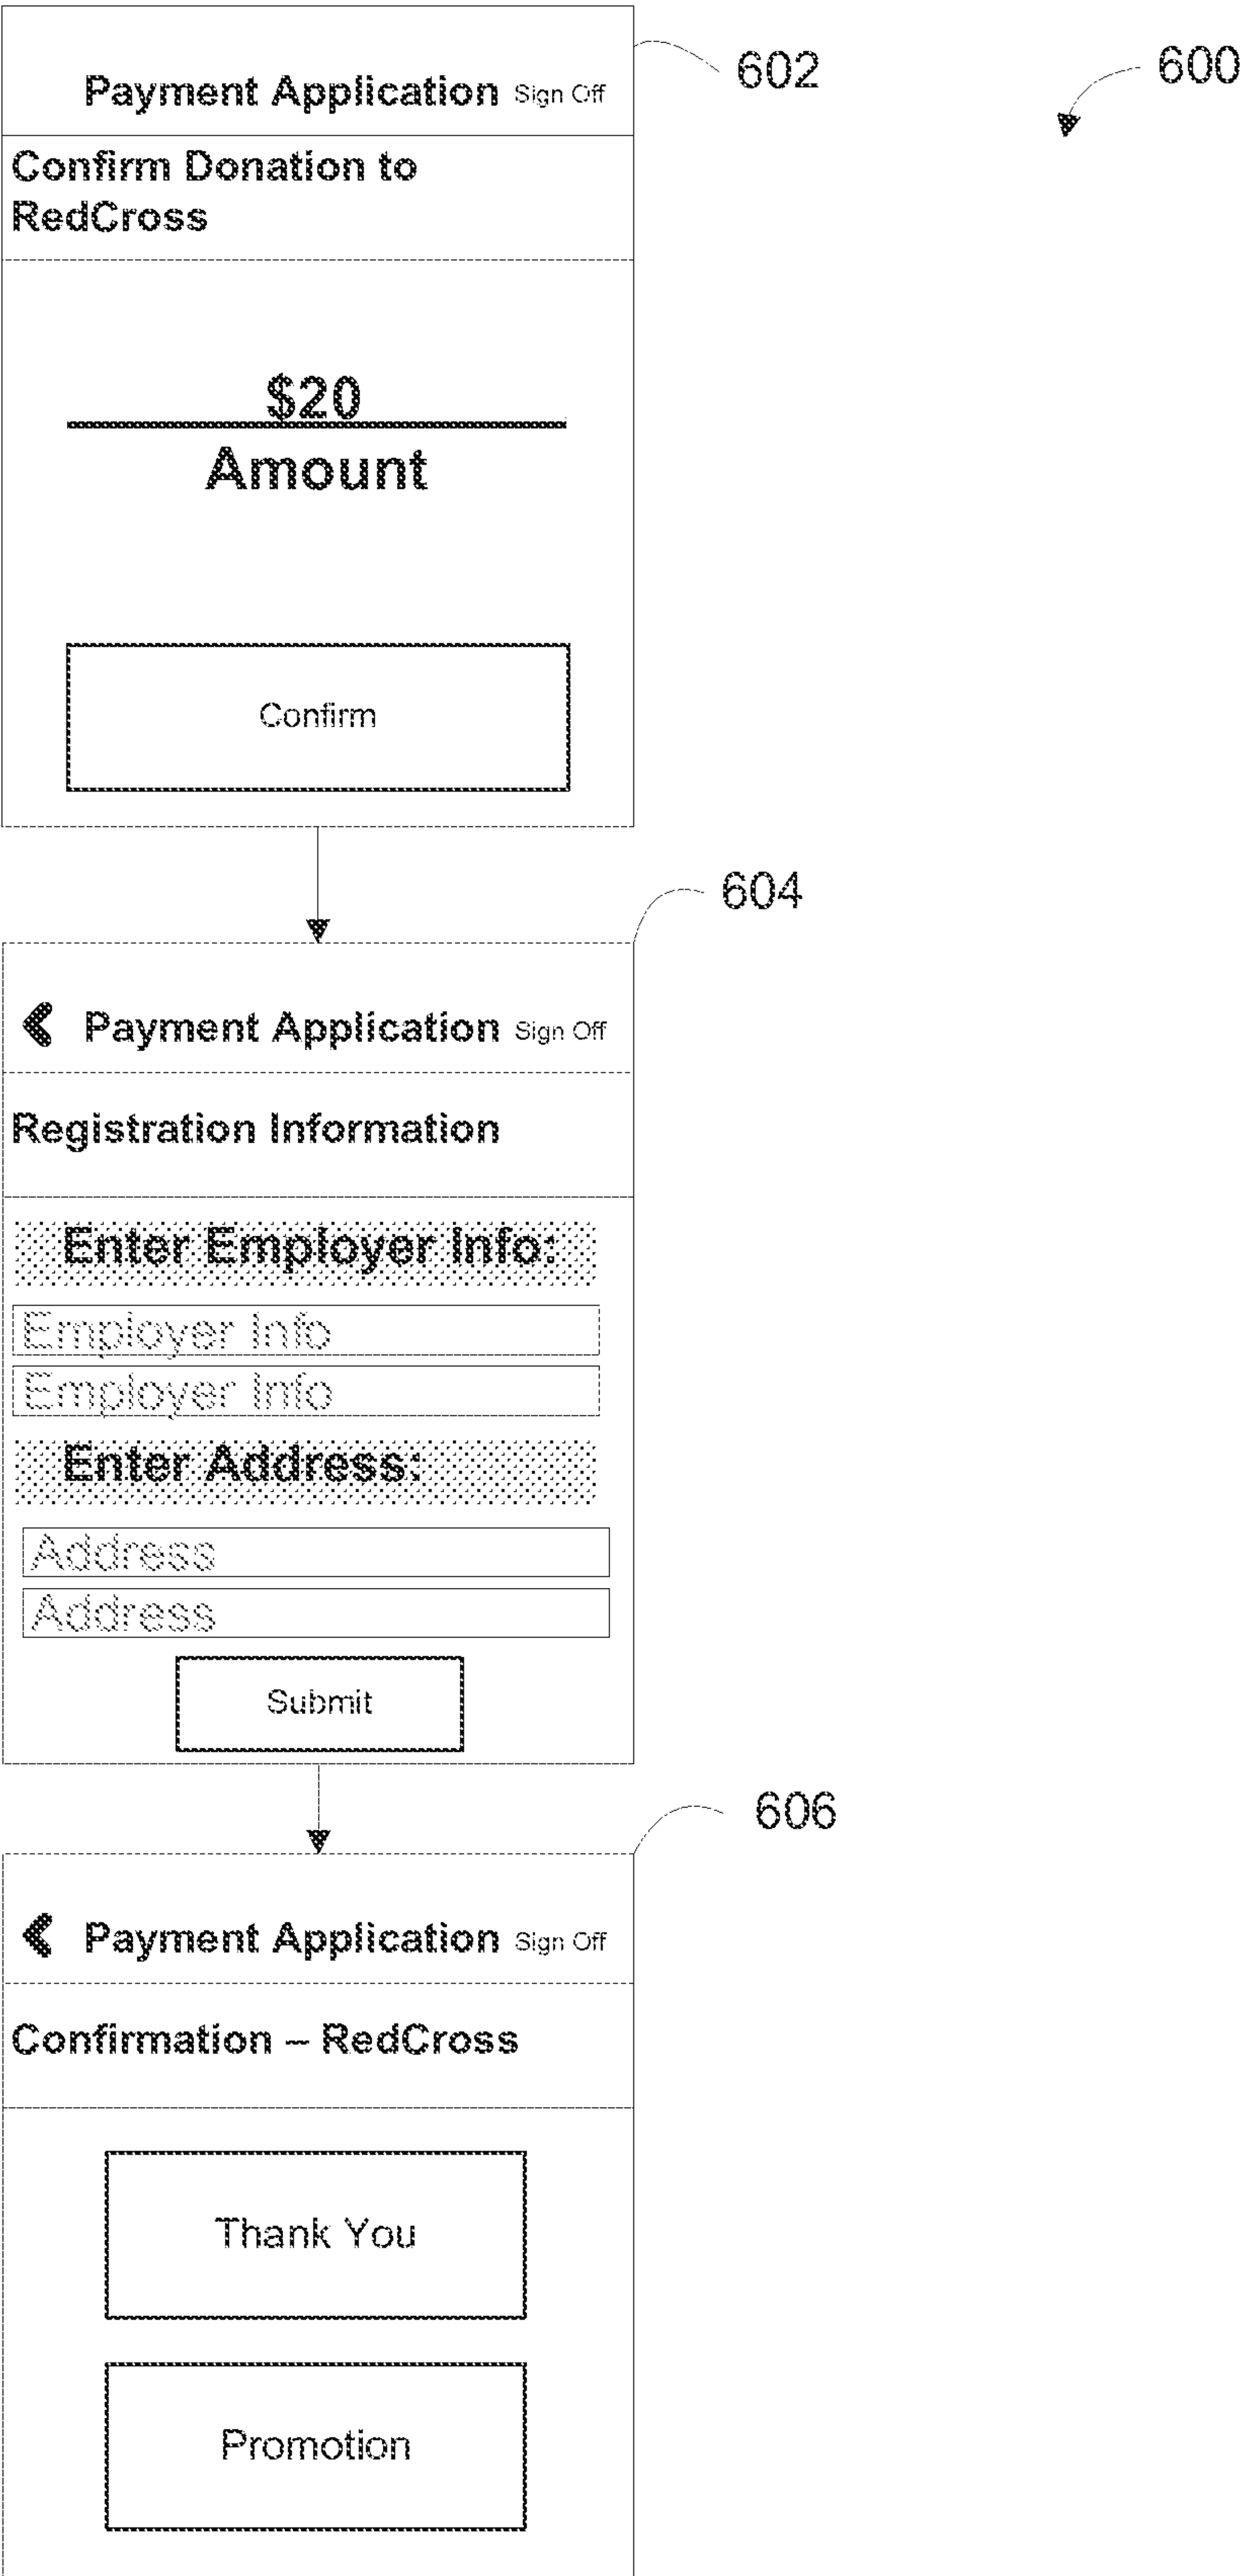 602
600
Payment Application Sign Off
Confirm Donation to
RedCross
$20
Amount
Confirm
604
Payment Application Sign Off
Registration Information
Enter Employer Info:
Employer Info
Employer Info
Enter Address:
Address
Address
Submit
606
Payment Application Sign Off
Confirmation – RedCross
Thank You
Promotion